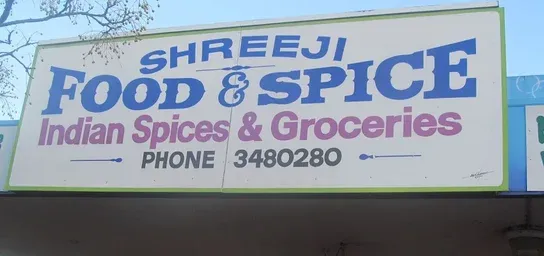 SHREEJI
FOOD & SPICE
Indian Spices & Groceries
PHONE 3480280